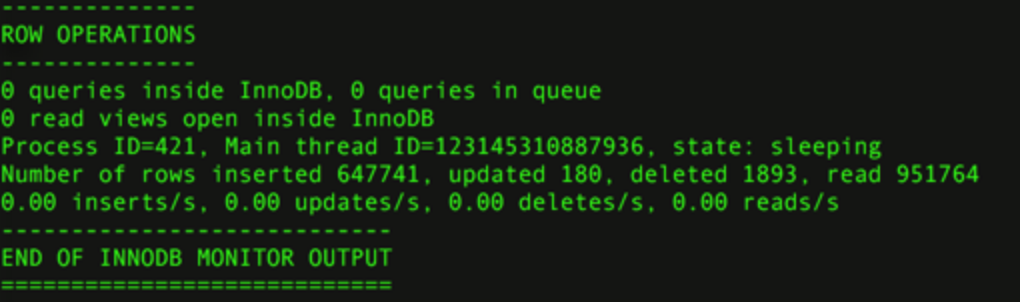 --------------
ROW OPERATIONS
--------------
0 queries inside InnoDB, 0 queries in queue
0 read views open inside InnoDB
Process ID=421, Main thread ID=123145310887936, state: sleeping
Number of rows inserted 647741, updated 180, deleted 1893, read 951764
0.00 inserts/s, 0.00 updates/s, 0.00 deletes/s, 0.00 reads/s
----------------------------
END OF INNODB MONITOR OUTPUT
============================